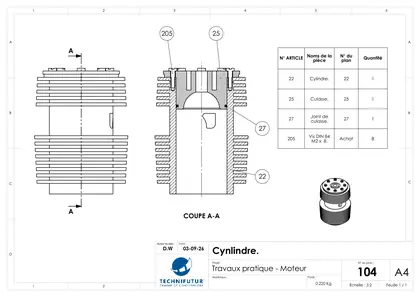 A
205
25
N° ARTICLE
Noms de la pièce
N° du plan
Quantité
22
Cylindre.
22
1
25
Culasse.
25
1
27
Joint de culasse.
27
1
205
Vis DIN 84 M2 x 8.
Achat
8
A
27
22
COUPE A-A
D.W
03-09-26
Cynlindre.
Travaux pratique - Moteur
104
A4
TECHNIFUTUR
0.220 Kg
Echelle : 2:2
Feuille 1 / 1